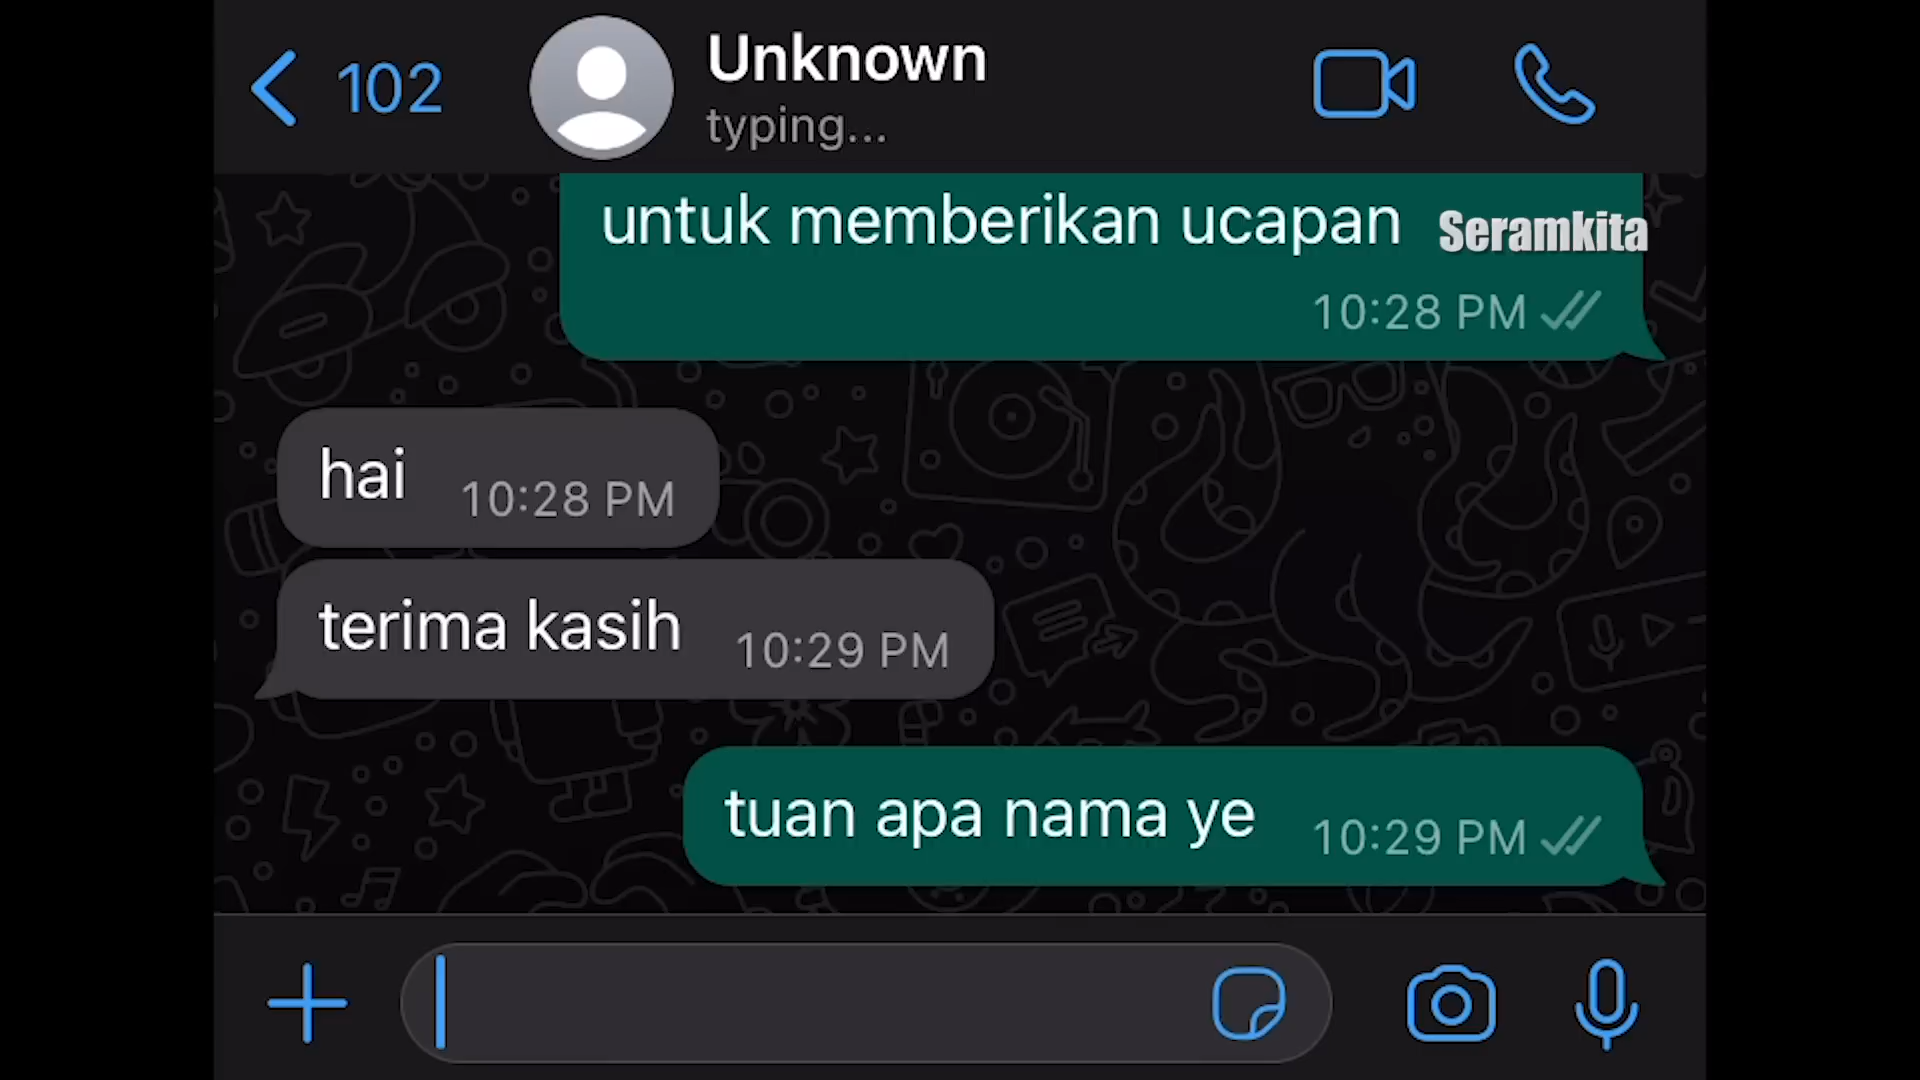 102
Unknown
typing...
untuk memberikan ucapan
Seramkita
10:28 PM
hai
10:28 PM
terima kasih
10:29 PM
tuan apa nama ye
10:29 PM